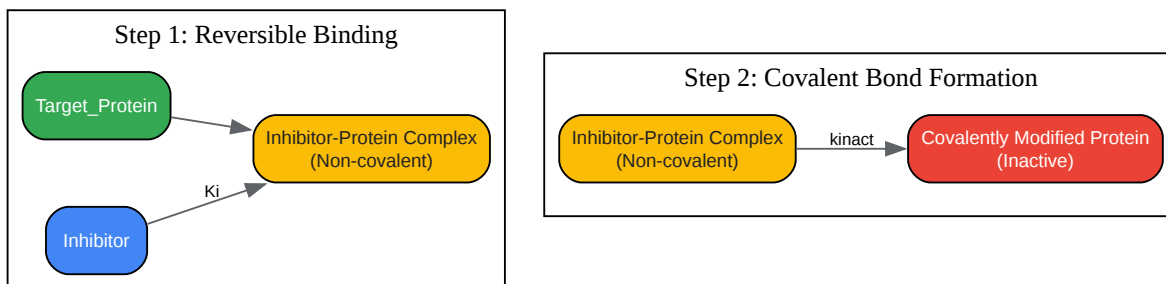 Step 1: Reversible Binding
Target_Protein
Inhibitor-Protein Complex
(Non-covalent)
Ki
Inhibitor
Step 2: Covalent Bond Formation
Inhibitor-Protein Complex
(Non-covalent)
kinact
Covalently Modified Protein
(Inactive)